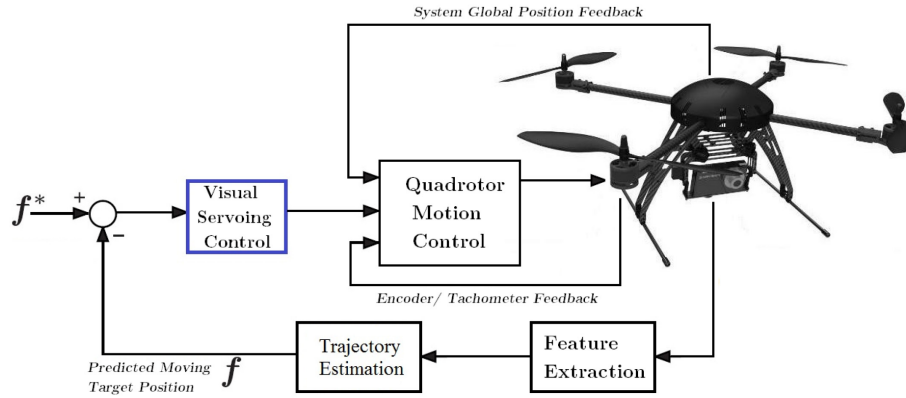 System Global Position Feedback
f*
+
−
Visual
Servoing
Control
Quadrotor
Motion
Control
Encoder/ Tachometer Feedback
Predicted Moving
Target Position
f
Trajectory
Estimation
Feature
Extraction